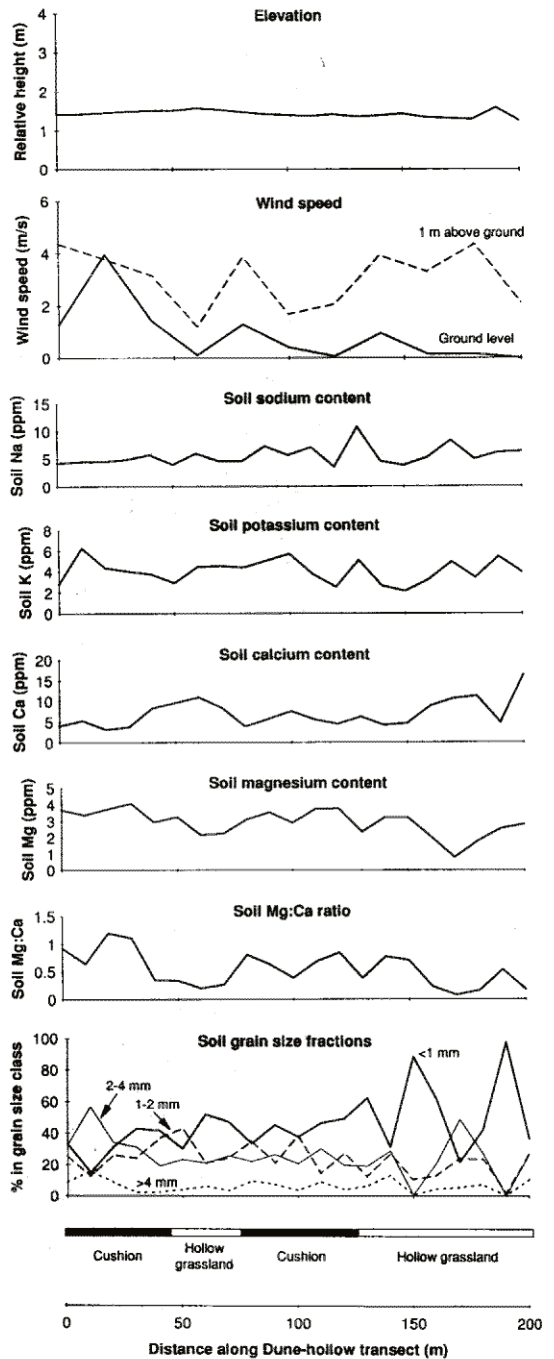 Elevation
Relative height (m)
4
3
2
1
0
Wind speed
Wind speed (m/s)
6
4
2
0
1 m above ground
Ground level
Soil sodium content
Soil Na (ppm)
15
10
5
0
Soil potassium content
Soil K (ppm)
8
6
4
2
0
Soil calcium content
Soil Ca (ppm)
20
15
10
5
0
Soil magnesium content
Soil Mg (ppm)
5
4
3
2
1
0
Soil Mg:Ca ratio
Soil Mg:Ca
1.5
1
0.5
0
Soil grain size fractions
% in grain size class
100
80
60
40
20
0
2-4 mm
1-2 mm
<1 mm
>4 mm
Cushion
Hollow
grassland
Cushion
Hollow grassland
0 50 100 150 200
Distance along Dune-hollow transect (m)